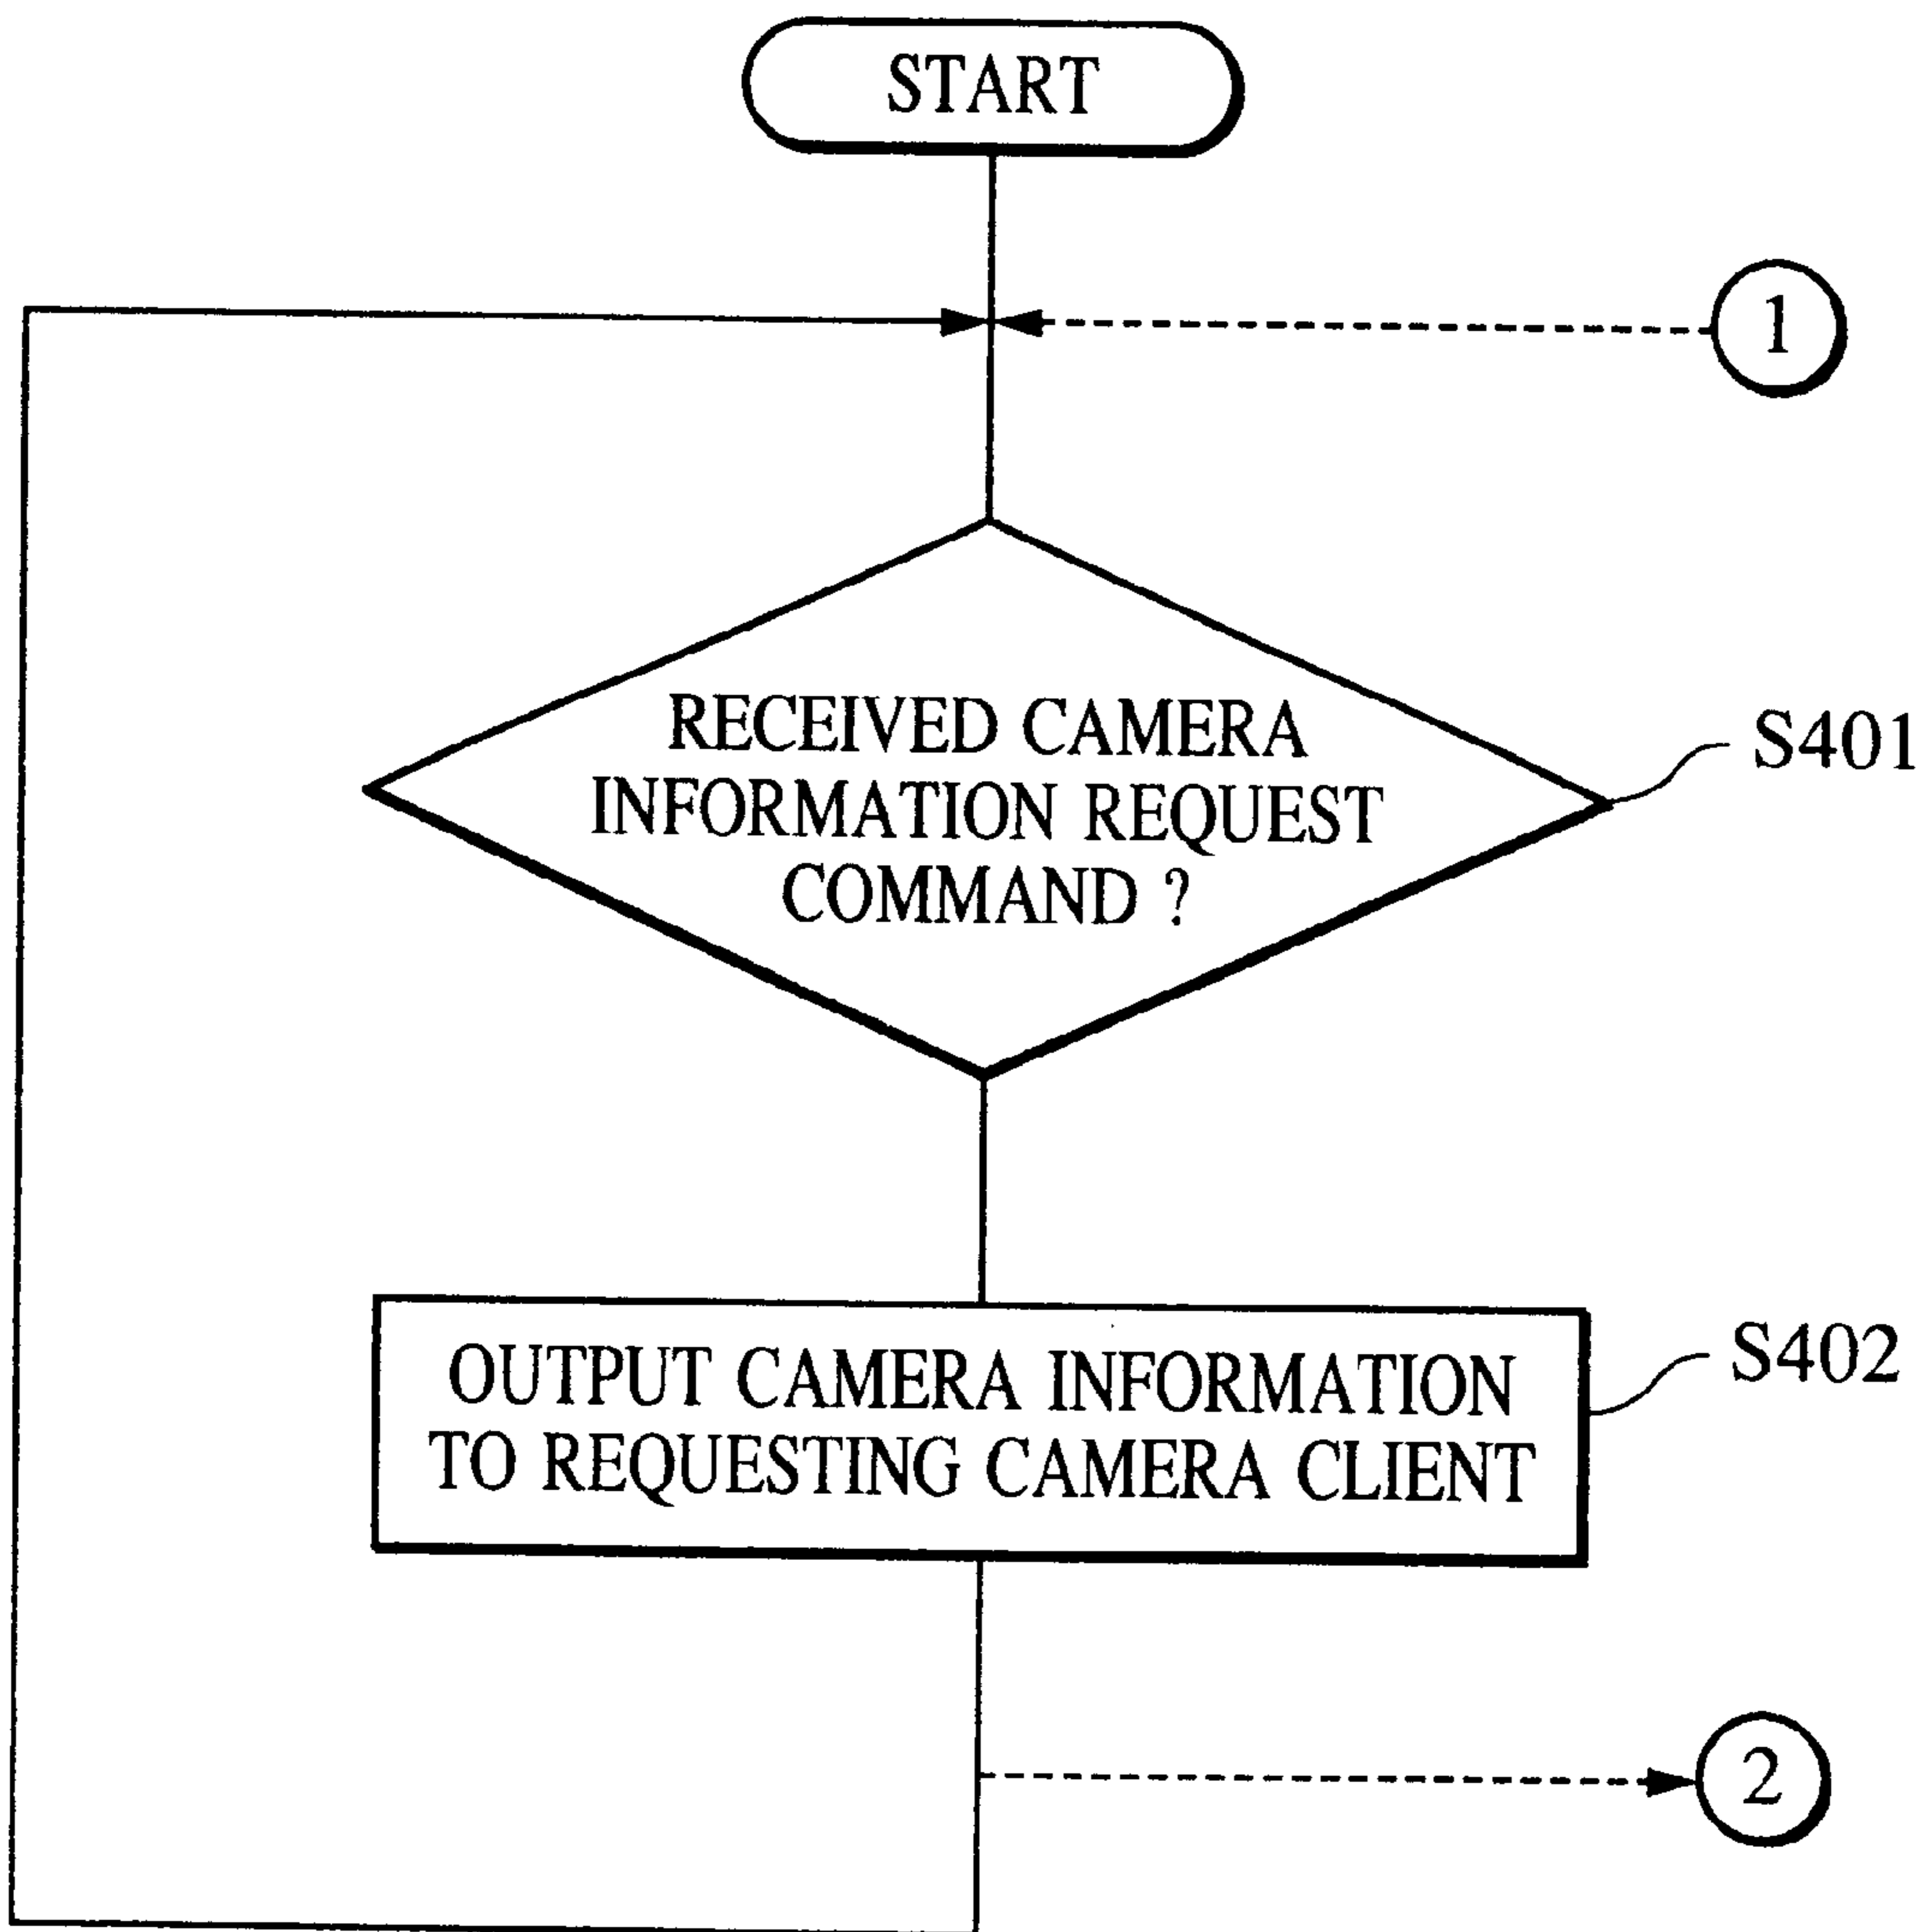 START
1
RECEIVED CAMERA
INFORMATION REQUEST
COMMAND ?
S401
OUTPUT CAMERA INFORMATION
TO REQUESTING CAMERA CLIENT
S402
2